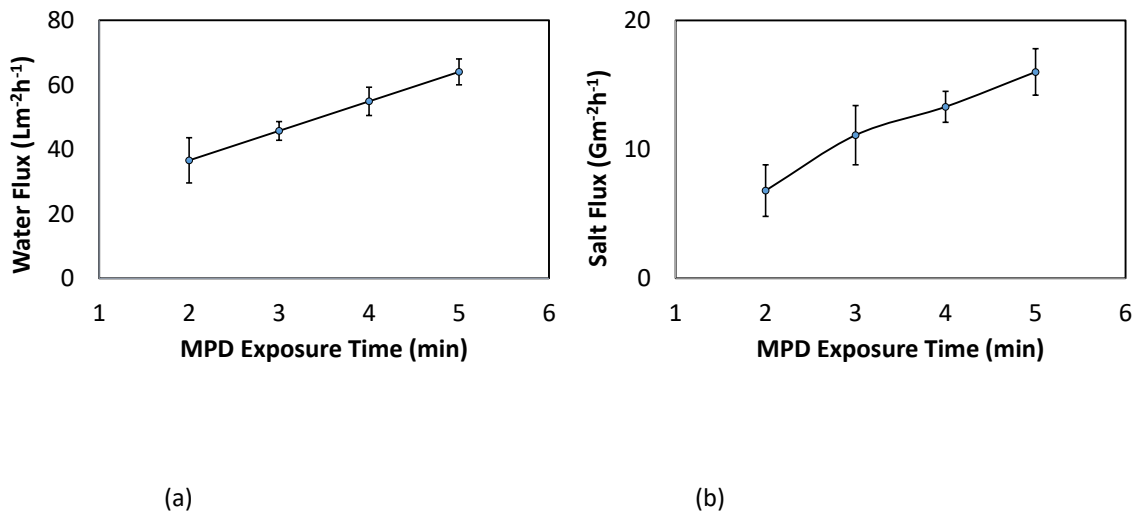 80
60
40
20
0
Water Flux (Lm-2h-1)
1 2 3 4 5 6
MPD Exposure Time (min)
20
10
0
Salt Flux (Gm-2h-1)
1 2 3 4 5 6
MPD Exposure Time (min)
(a) (b)